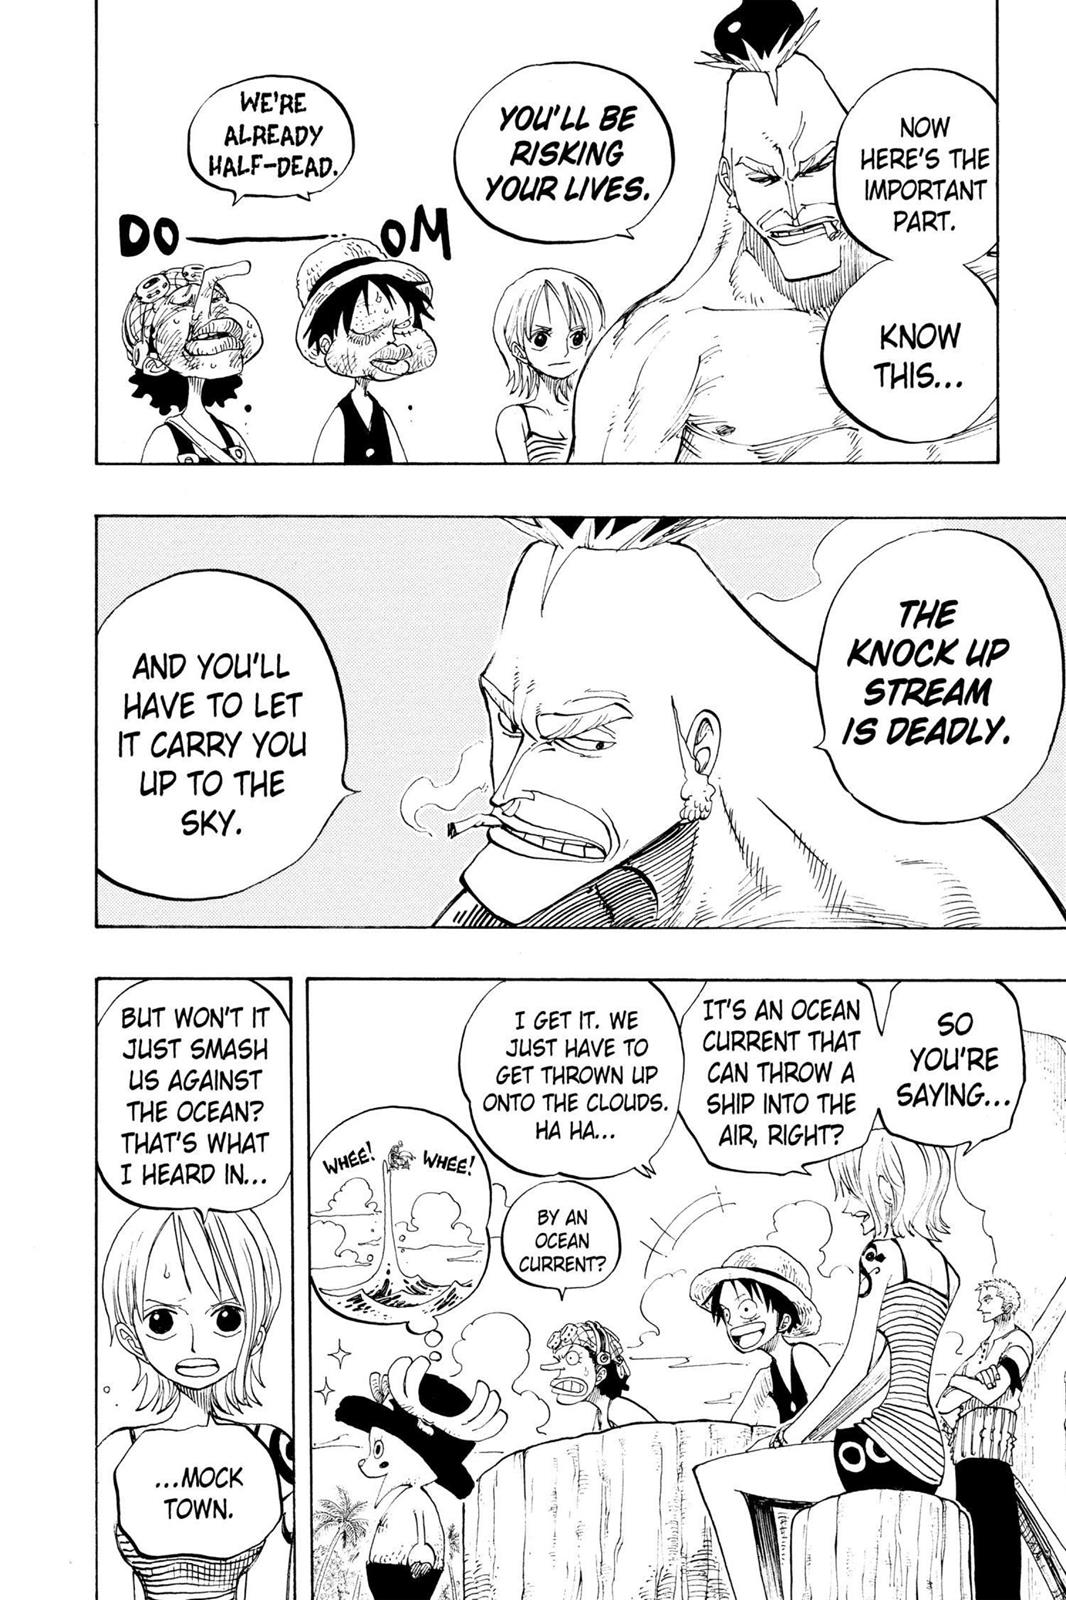 NOW
HERE'S THE
IMPORTANT
PART.
KNOW
THIS...
YOU'LL BE
RISKING
YOUR LIVES.
WE'RE
ALREADY
HALF-DEAD.
DO OM
THE
KNOCK UP
STREAM
IS DEADLY.
AND YOU'LL
HAVE TO LET
IT CARRY YOU
UP TO THE
SKY.
SO
YOU'RE
SAYING...
IT'S AN OCEAN
CURRENT THAT
CAN THROW A
SHIP INTO THE
AIR, RIGHT?
I GET IT. WE
JUST HAVE TO
GET THROWN UP
ONTO THE CLOUDS.
HA HA...
BY AN
OCEAN
CURRENT?
WHEE! WHEE!
BUT WON'T IT
JUST SMASH
US AGAINST
THE OCEAN?
THAT'S WHAT
I HEARD IN...
...MOCK
TOWN.